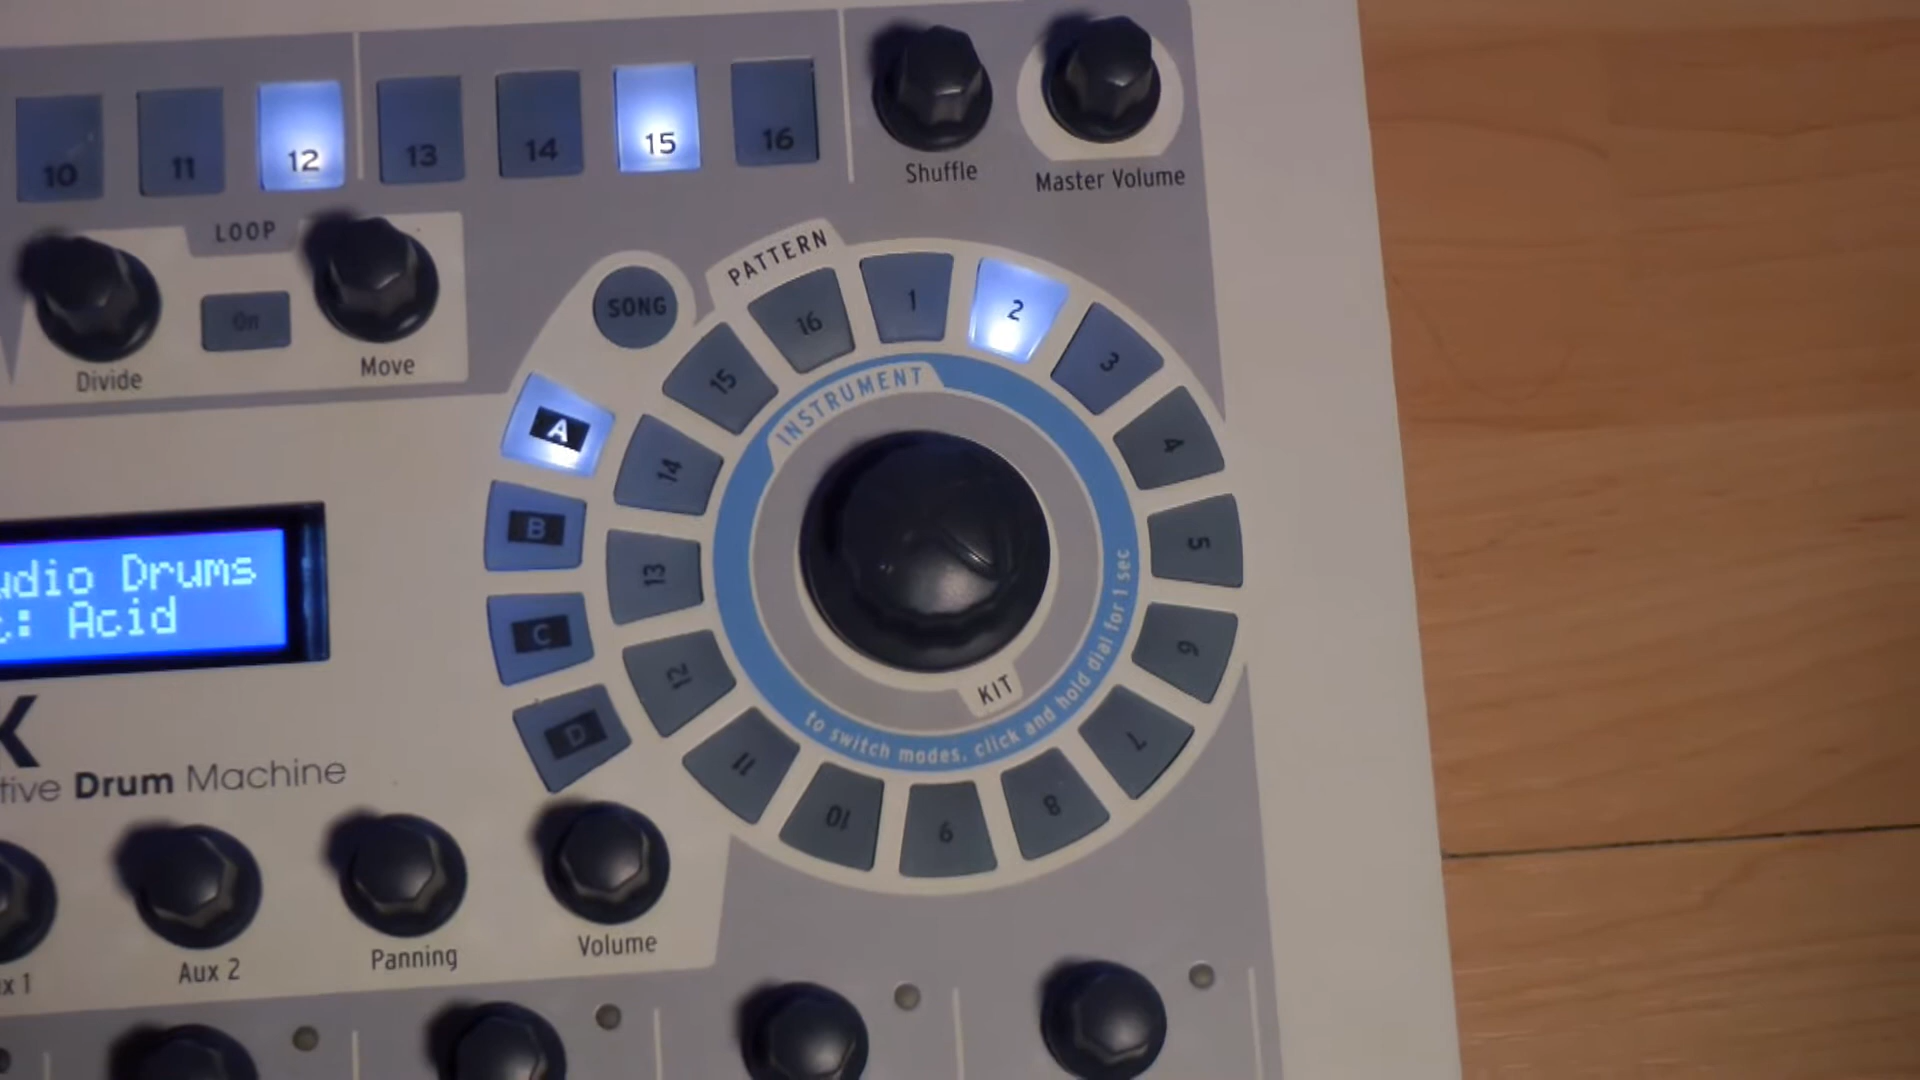 10 11 12 13 14 15 16
Shuffle
Master Volume
LOOP
On
Divide
Move
SONG
PATTERN
1
2
3
4
5
6
7
8
9
10
11
12
13
14
15
16
INSTRUMENT
KIT
to switch modes, click and hold dial for 1 sec
A
B
C
D
udio Drums
: Acid
K
tive Drum Machine
x 1
Aux 2
Panning
Volume